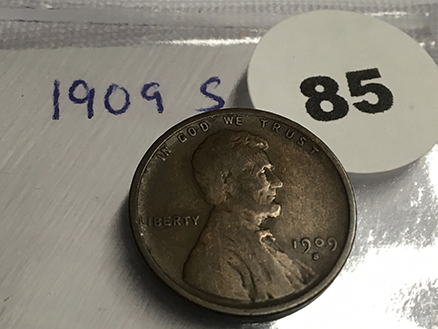 1909 S
85
IN GOD WE TRUST
LIBERTY
1909
S